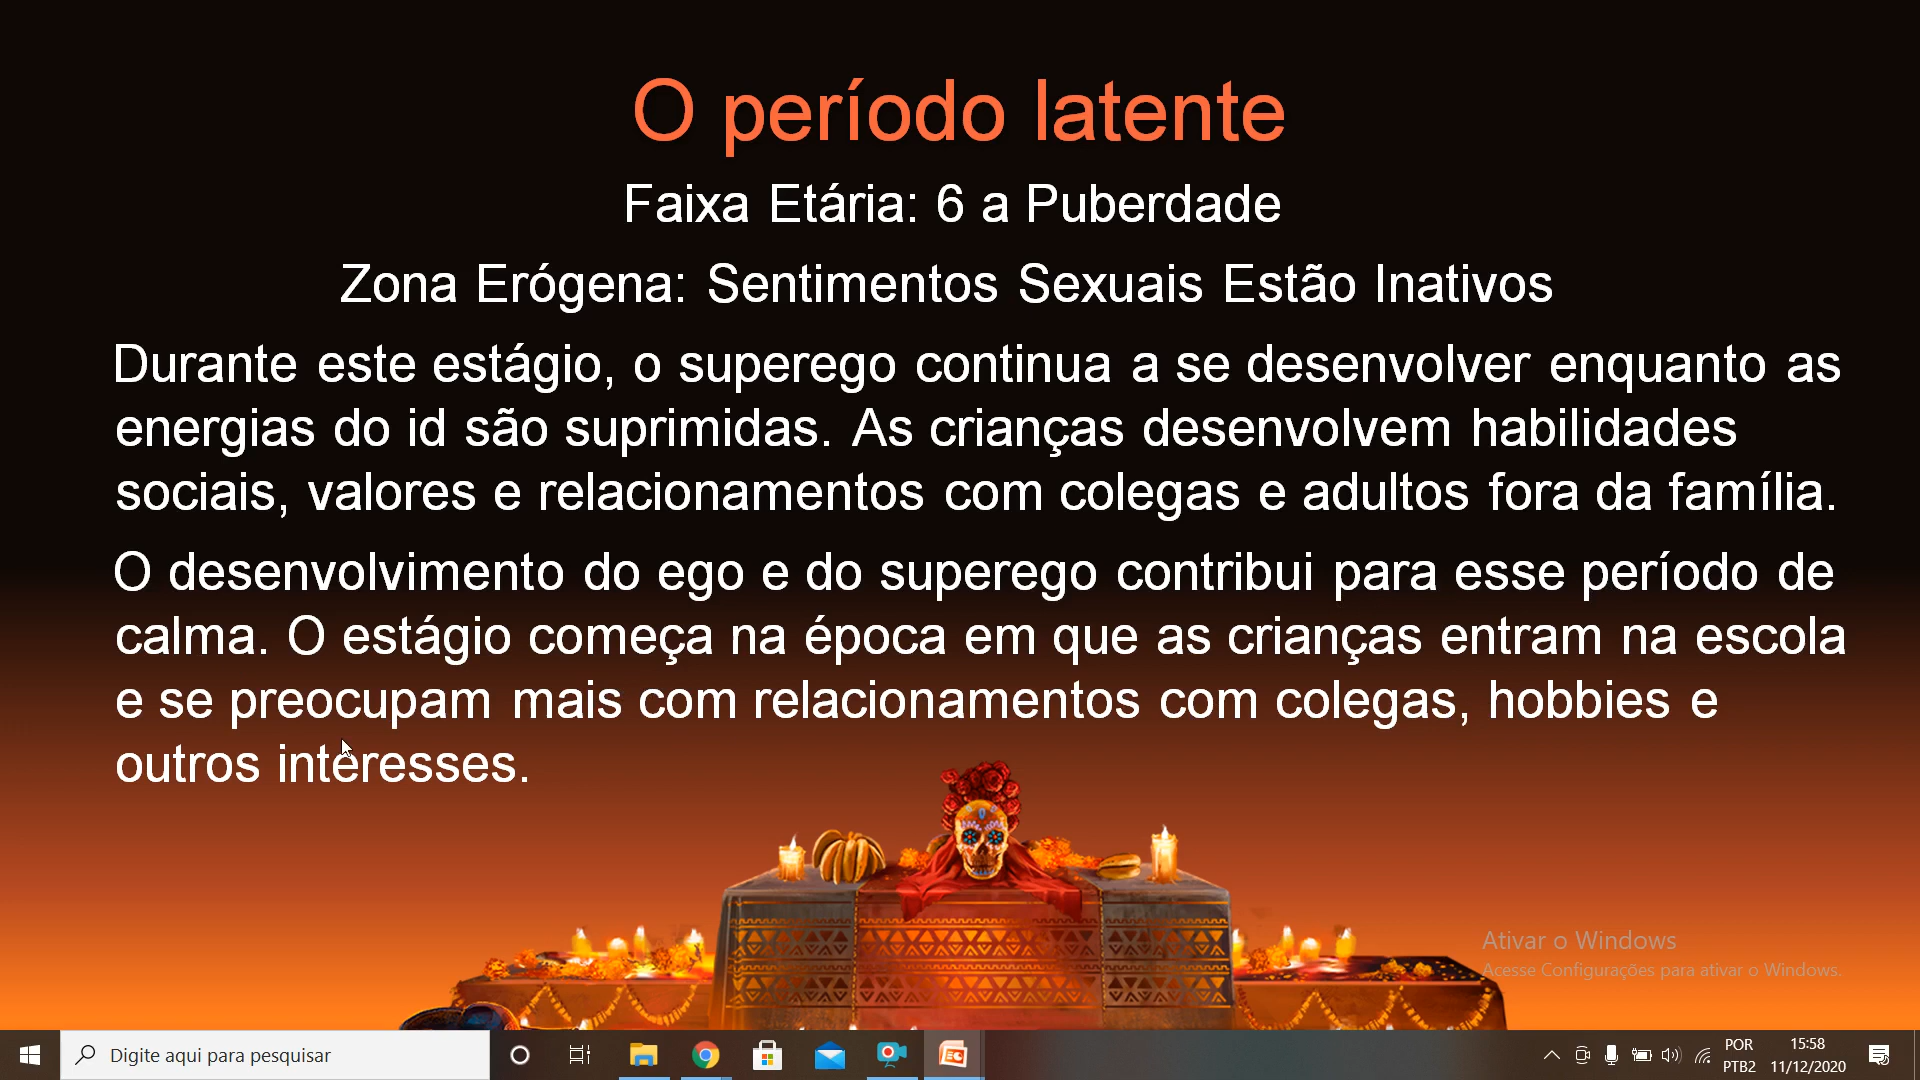 O período latente
Faixa Etária: 6 a Puberdade
Zona Erógena: Sentimentos Sexuais Estão Inativos
Durante este estágio, o superego continua a se desenvolver enquanto as
energias do id são suprimidas. As crianças desenvolvem habilidades
sociais, valores e relacionamentos com colegas e adultos fora da família.
O desenvolvimento do ego e do superego contribui para esse período de
calma. O estágio começa na época em que as crianças entram na escola
e se preocupam mais com relacionamentos com colegas, hobbies e
outros interesses.
Ativar o Windows
Acesse Configurações para ativar o Windows.
Digite aqui para pesquisar
POR
PTB2
15:58
11/12/2020